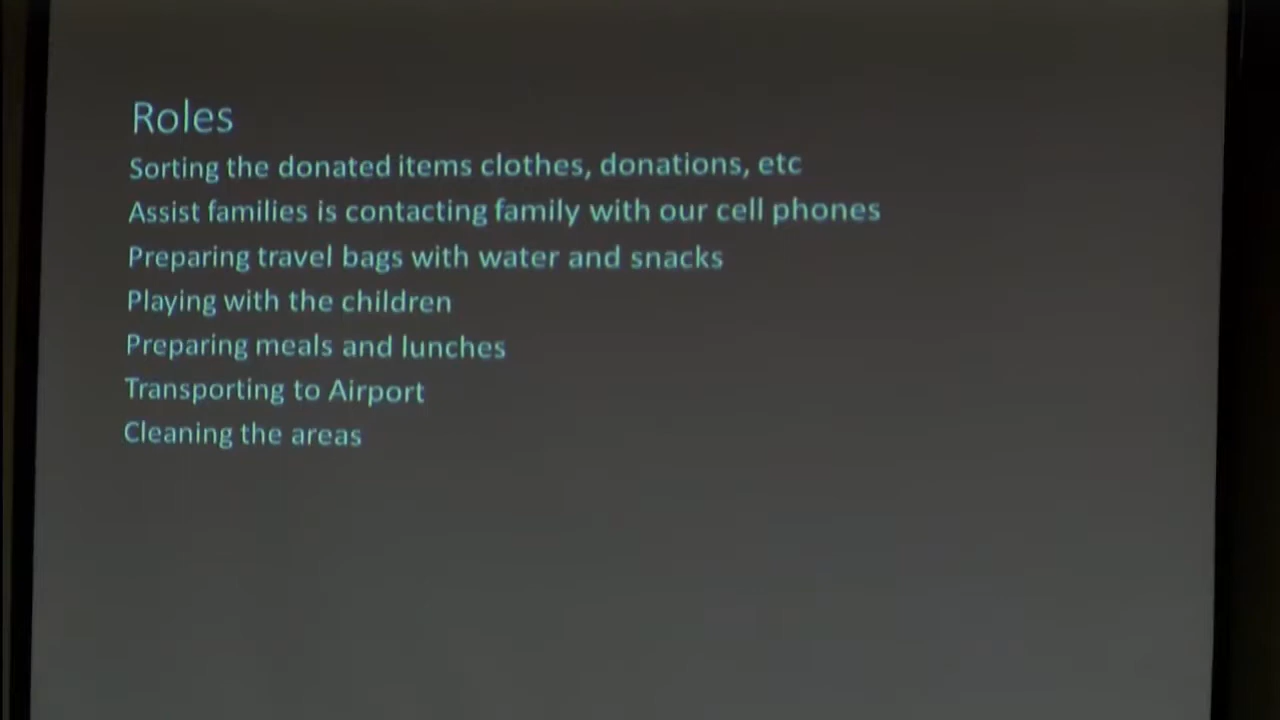 Roles
Sorting the donated items clothes, donations, etc
Assist families is contacting family with our cell phones
Preparing travel bags with water and snacks
Playing with the children
Preparing meals and lunches
Transporting to Airport
Cleaning the areas